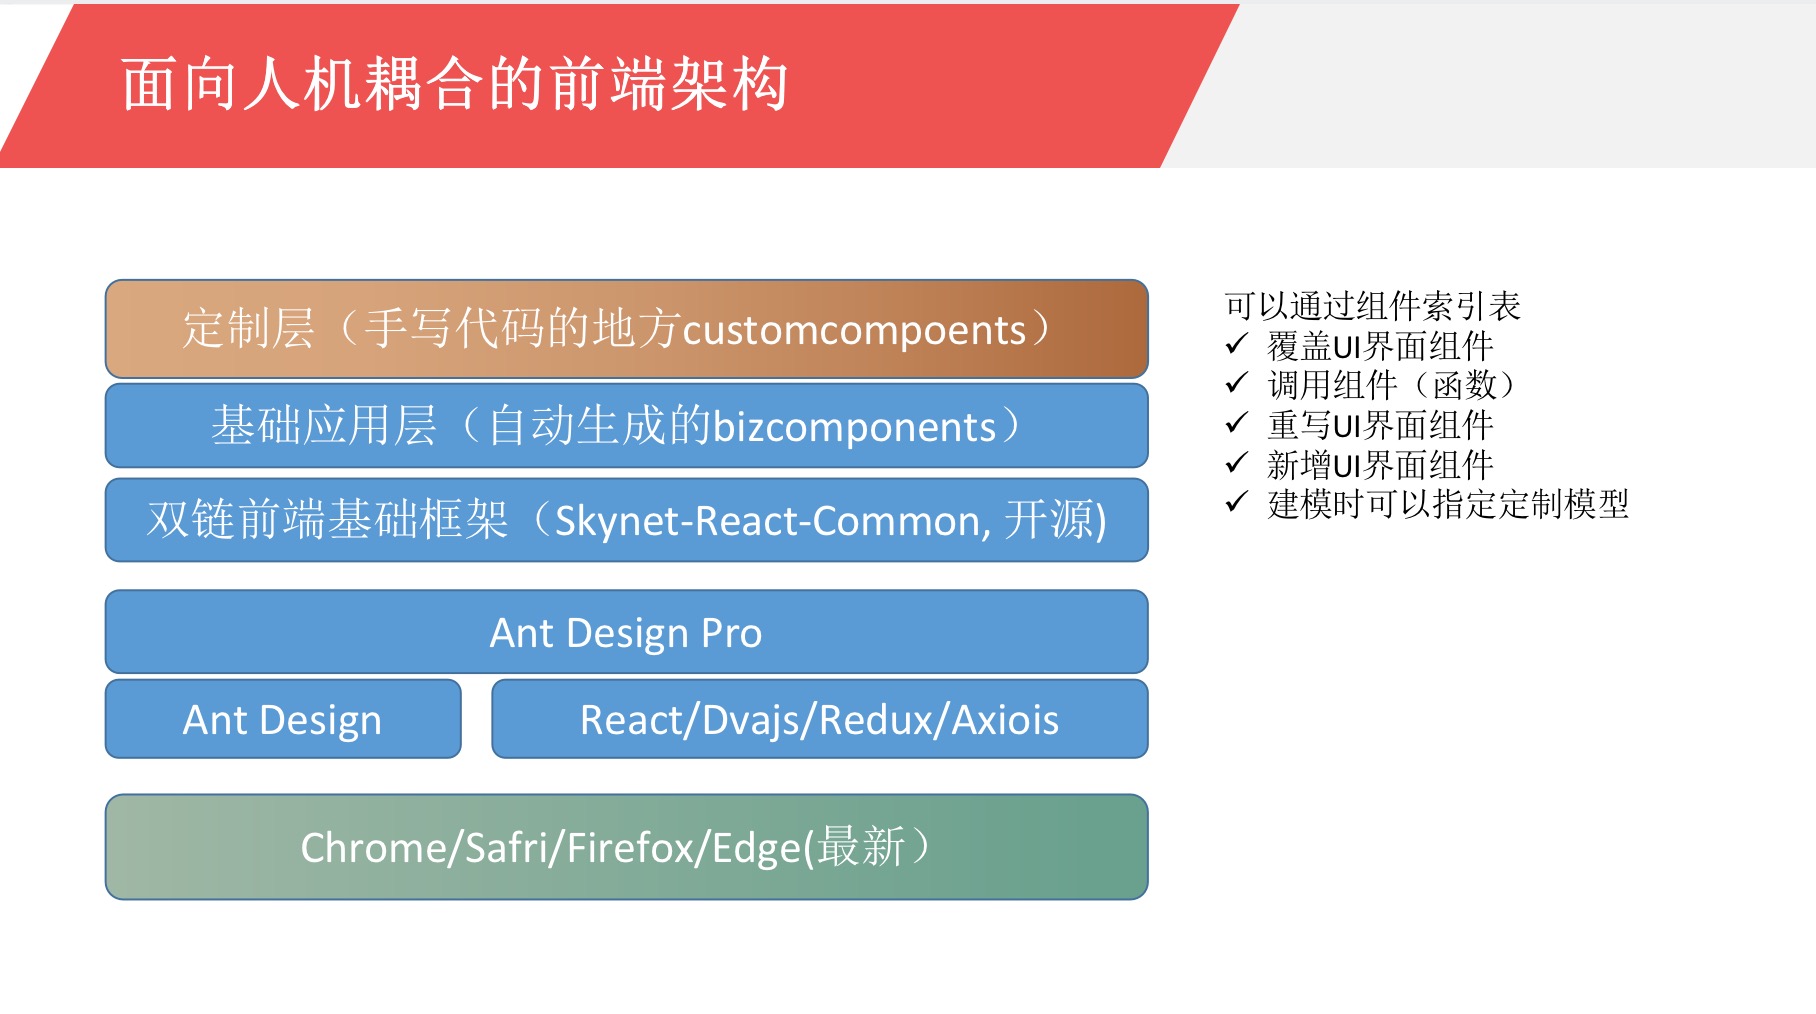 面向人机耦合的前端架构
定制层（手写代码的地方customcompoents）
基础应用层（自动生成的bizcomponents）
双链前端基础框架（Skynet-React-Common, 开源)
Ant Design Pro
Ant Design
React/Dvajs/Redux/Axiois
Chrome/Safri/Firefox/Edge(最新）
可以通过组件索引表
✓ 覆盖UI界面组件
✓ 调用组件（函数）
✓ 重写UI界面组件
✓ 新增UI界面组件
✓ 建模时可以指定定制模型